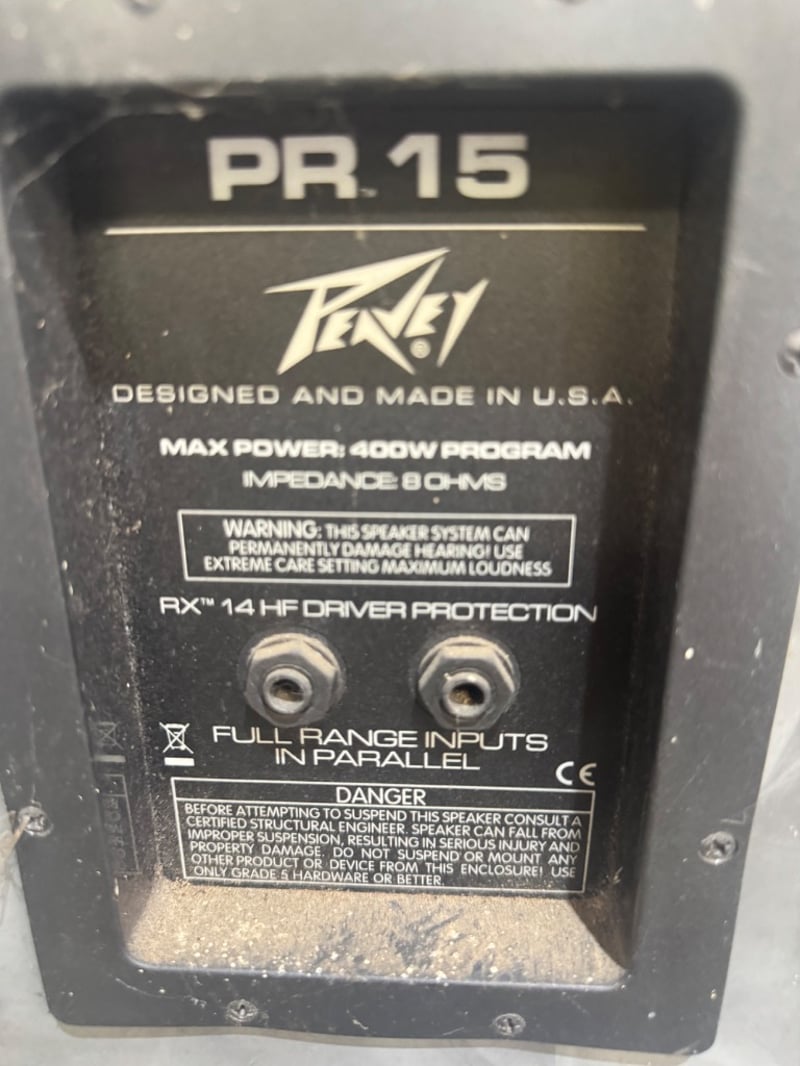 PR™ 15
PEAVEY®
DESIGNED AND MADE IN U.S.A.
MAX POWER: 400W PROGRAM
IMPEDANCE: 8 OHMS
WARNING: THIS SPEAKER SYSTEM CAN
PERMANENTLY DAMAGE HEARING! USE
EXTREME CARE SETTING MAXIMUM LOUDNESS
RX™ 14 HF DRIVER PROTECTION
FULL RANGE INPUTS
IN PARALLEL
CE
DANGER
BEFORE ATTEMPTING TO SUSPEND THIS SPEAKER CONSULT A
CERTIFIED STRUCTURAL ENGINEER. SPEAKER CAN FALL FROM
IMPROPER SUSPENSION, RESULTING IN SERIOUS INJURY AND
PROPERTY DAMAGE. DO NOT SUSPEND OR MOUNT ANY
OTHER PRODUCT OR DEVICE FROM THIS ENCLOSURE! USE
ONLY GRADE 5 HARDWARE OR BETTER.